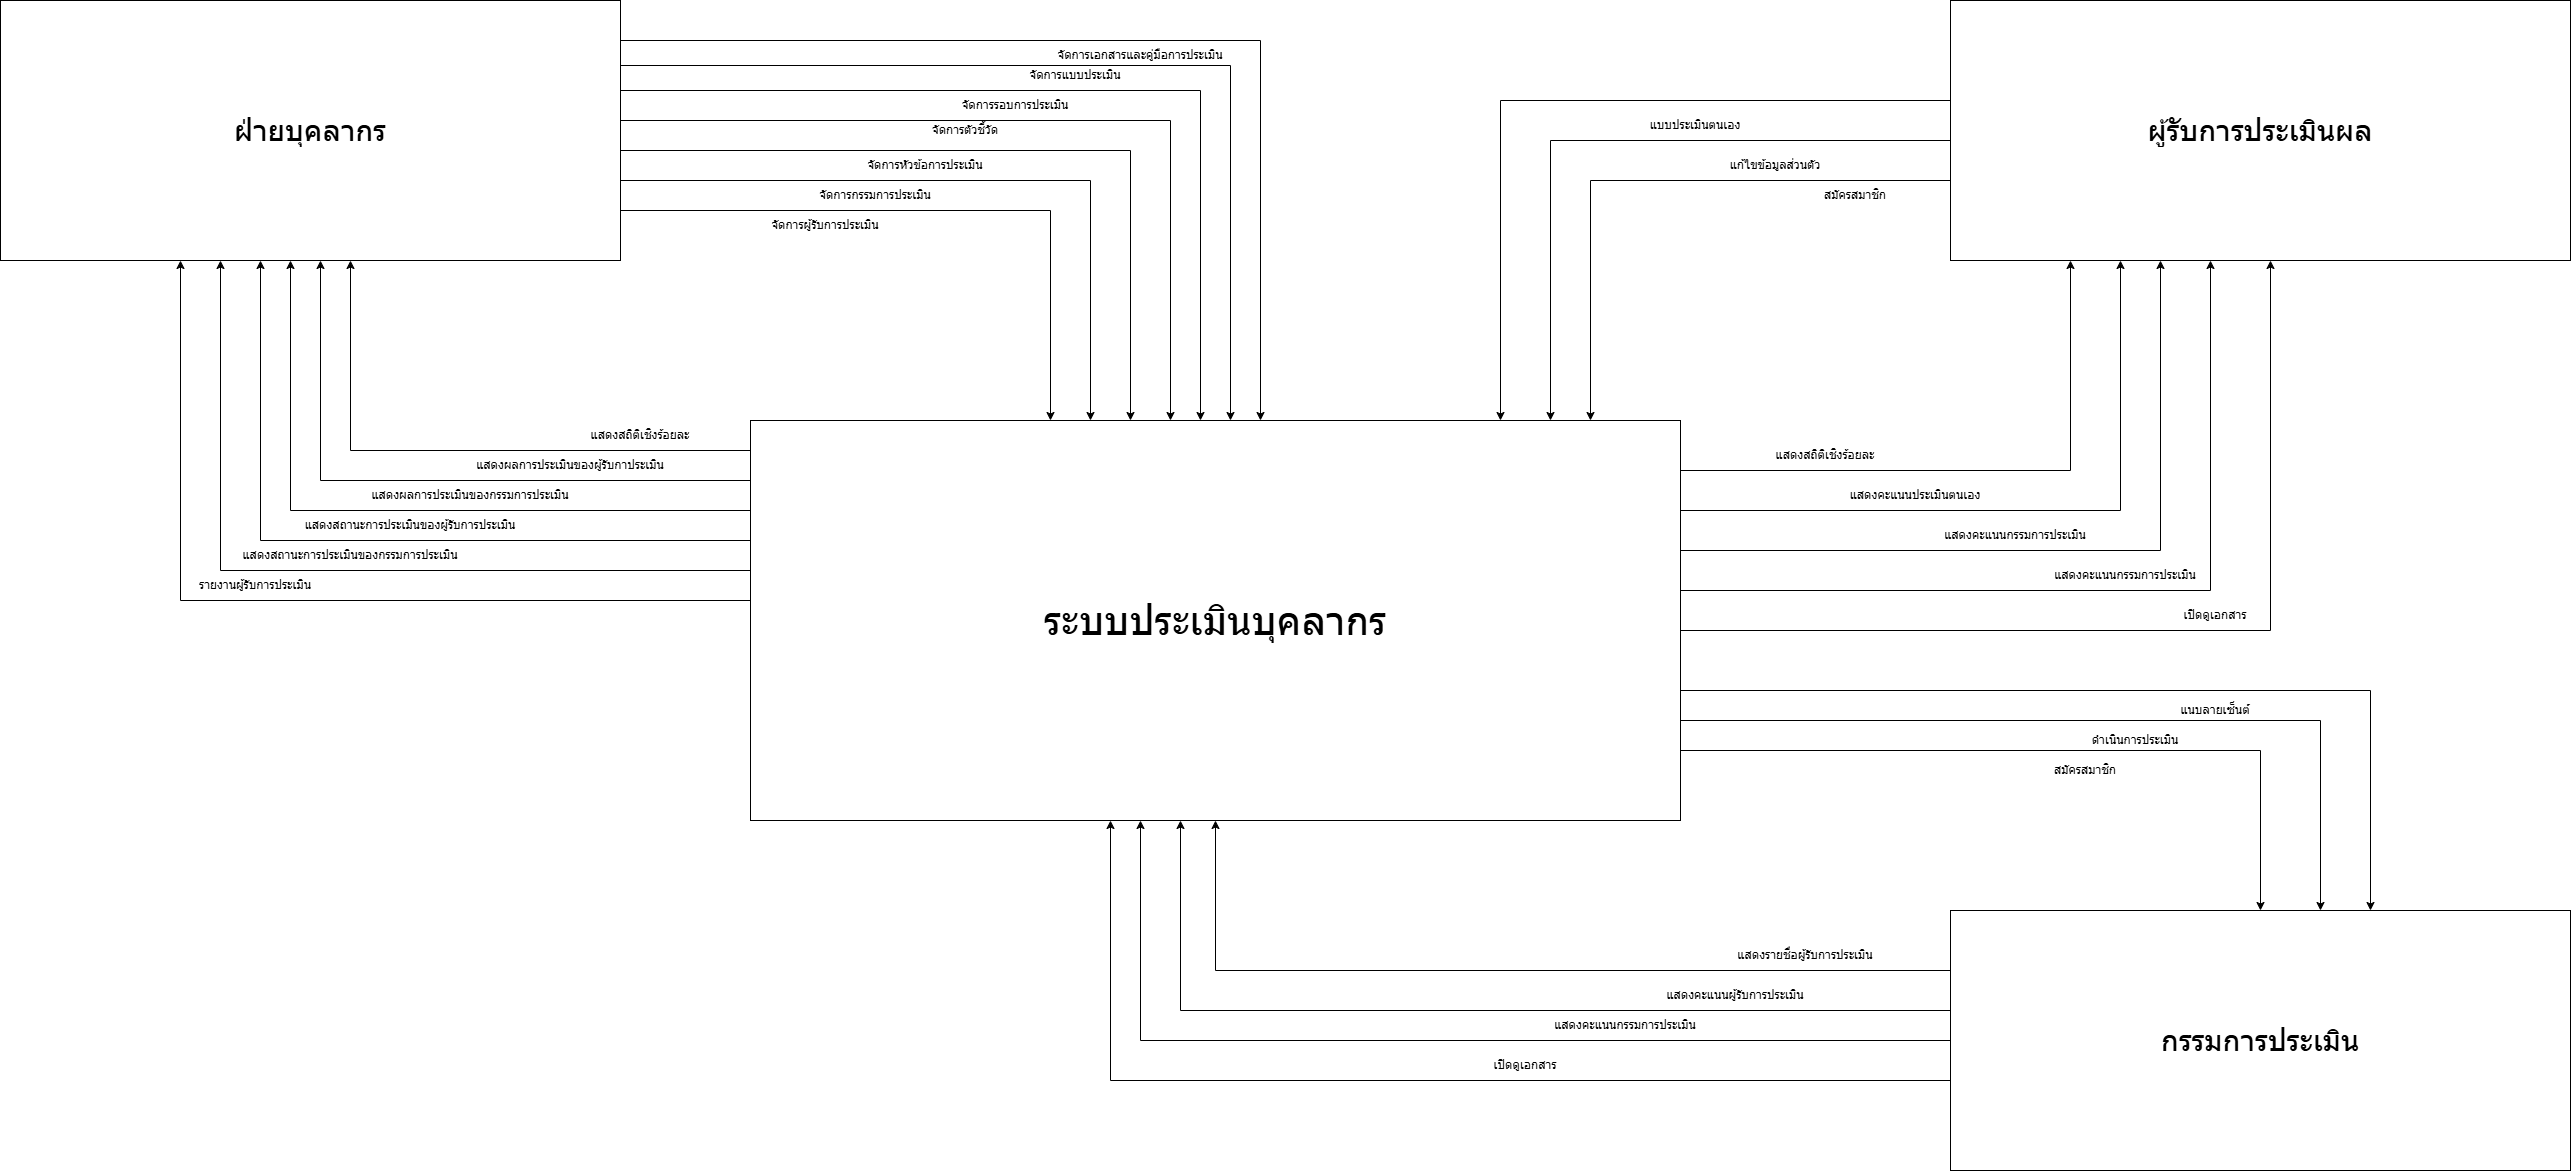 ฝ่ายบุคลากร
จัดการเอกสารและคู่มือการประเมิน
จัดการแบบประเมิน
จัดการรอบการประเมิน
จัดการตัวชี้วัด
จัดการหัวข้อการประเมิน
จัดการกรรมการประเมิน
จัดการผู้รับการประเมิน
ผู้รับการประเมินผล
แบบประเมินตนเอง
แก้ไขข้อมูลส่วนตัว
สมัครสมาชิก
แสดงสถิติเชิงร้อยละ
แสดงผลการประเมินของผู้รับกาประเมิน
แสดงผลการประเมินของกรรมการประเมิน
แสดงสถานะการประเมินของผู้รับการประเมิน
แสดงสถานะการประเมินของกรรมการประเมิน
รายงานผู้รับการประเมิน
ระบบประเมินบุคลากร
แสดงสถิติเชิงร้อยละ
แสดงคะแนนประเมินตนเอง
แสดงคะแนนกรรมการประเมิน
แสดงคะแนนกรรมการประเมิน
เปิดดูเอกสาร
แนบลายเซ็นต์
ดำเนินการประเมิน
สมัครสมาชิก
แสดงรายชื่อผู้รับการประเมิน
แสดงคะแนนผู้รับการประเมิน
แสดงคะแนนกรรมการประเมิน
เปิดดูเอกสาร
กรรมการประเมิน